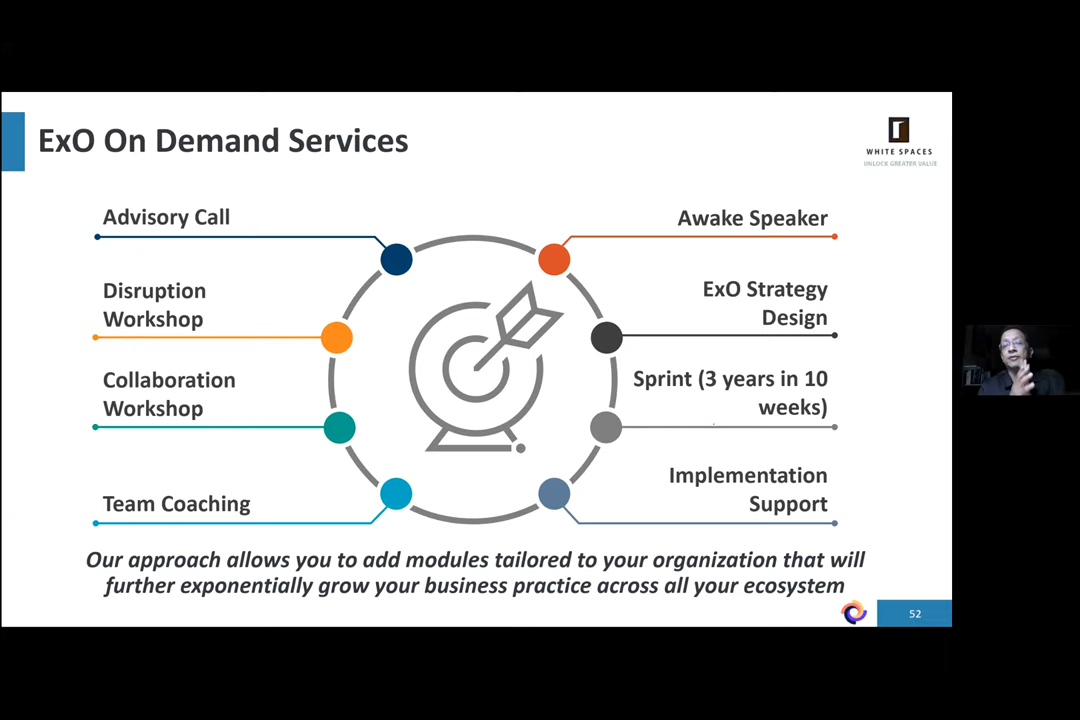 ExO On Demand Services
WHITE SPACES
UNLOCK GREATER VALUE
Advisory Call
Disruption
Workshop
Collaboration
Workshop
Team Coaching
Awake Speaker
ExO Strategy
Design
Sprint (3 years in 10
weeks)
Implementation
Support
Our approach allows you to add modules tailored to your organization that will
further exponentially grow your business practice across all your ecosystem
52